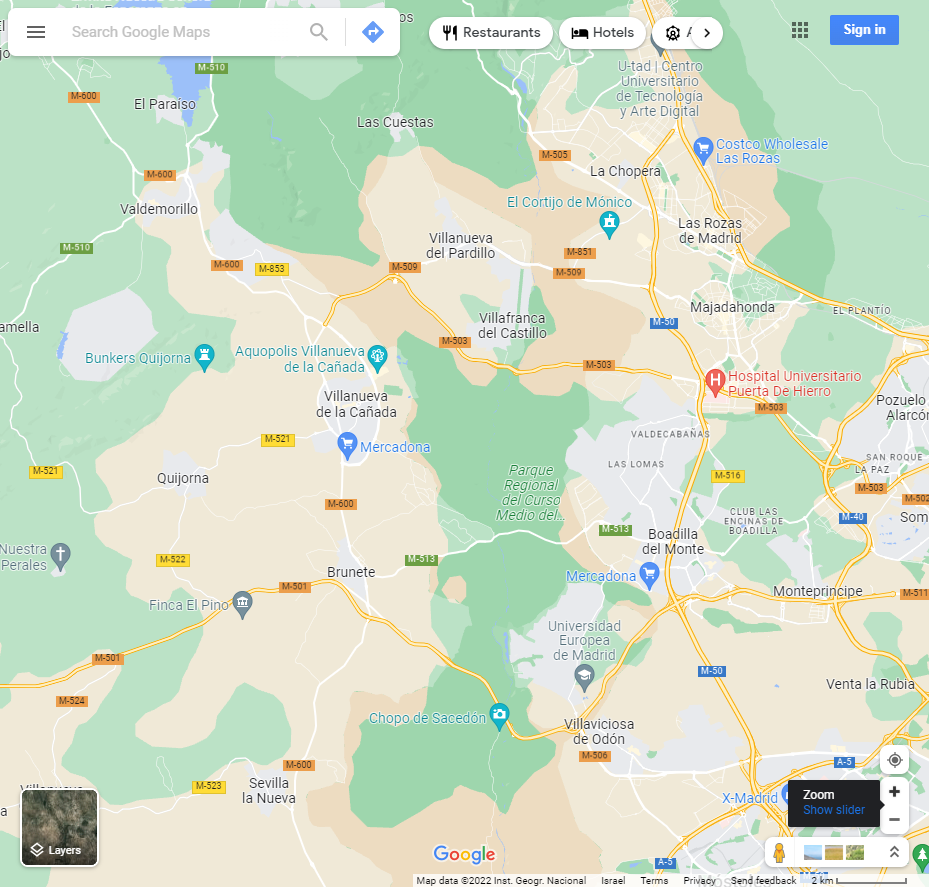 Search Google Maps
Restaurants
Hotels
Sign in
M-510
M-600
El Paraíso
Las Cuestas
U-tad | Centro
Universitario
de Tecnología
y Arte Digital
Costco Wholesale
Las Rozas
M-505
La Chopera
M-600
Valdemorillo
El Cortijo de Mónico
Las Rozas
de Madrid
M-510
Villanueva
del Pardillo
M-851
M-600
M-853
M-509
M-509
Majadahonda
EL PLANTÍO
Villafranca
del Castillo
M-50
M-503
Bunkers Quijorna
Aquopolis Villanueva
de la Cañada
M-503
Hospital Universitario
Puerta De Hierro
M-503
Villanueva
de la Cañada
Pozuelo
Alarcó
M-521
Mercadona
VALDECABAÑAS
LAS LOMAS
SAN ROQUE
LA PAZ
M-521
Quijorna
Parque
Regional
del Curso
Medio del...
M-516
M-503
M-502
M-600
CLUB LAS
ENCINAS DE
BOADILLA
M-40
Som
M-513
Boadilla
del Monte
Nuestra
Perales
M-522
M-513
Brunete
Mercadona
M-501
Monteprincipe
M-511
Finca El Pino
Universidad
Europea
de Madrid
M-501
M-50
M-524
Venta la Rubia
Chopo de Sacedón
Villaviciosa
de Odón
M-506
M-600
A-5
M-523
Sevilla
la Nueva
X-Madrid
Zoom
Show slider
Layers
Google
A-5
Map data ©2022 Inst. Geogr. Nacional
Israel
Terms
Privacy
Send feedback
2 km